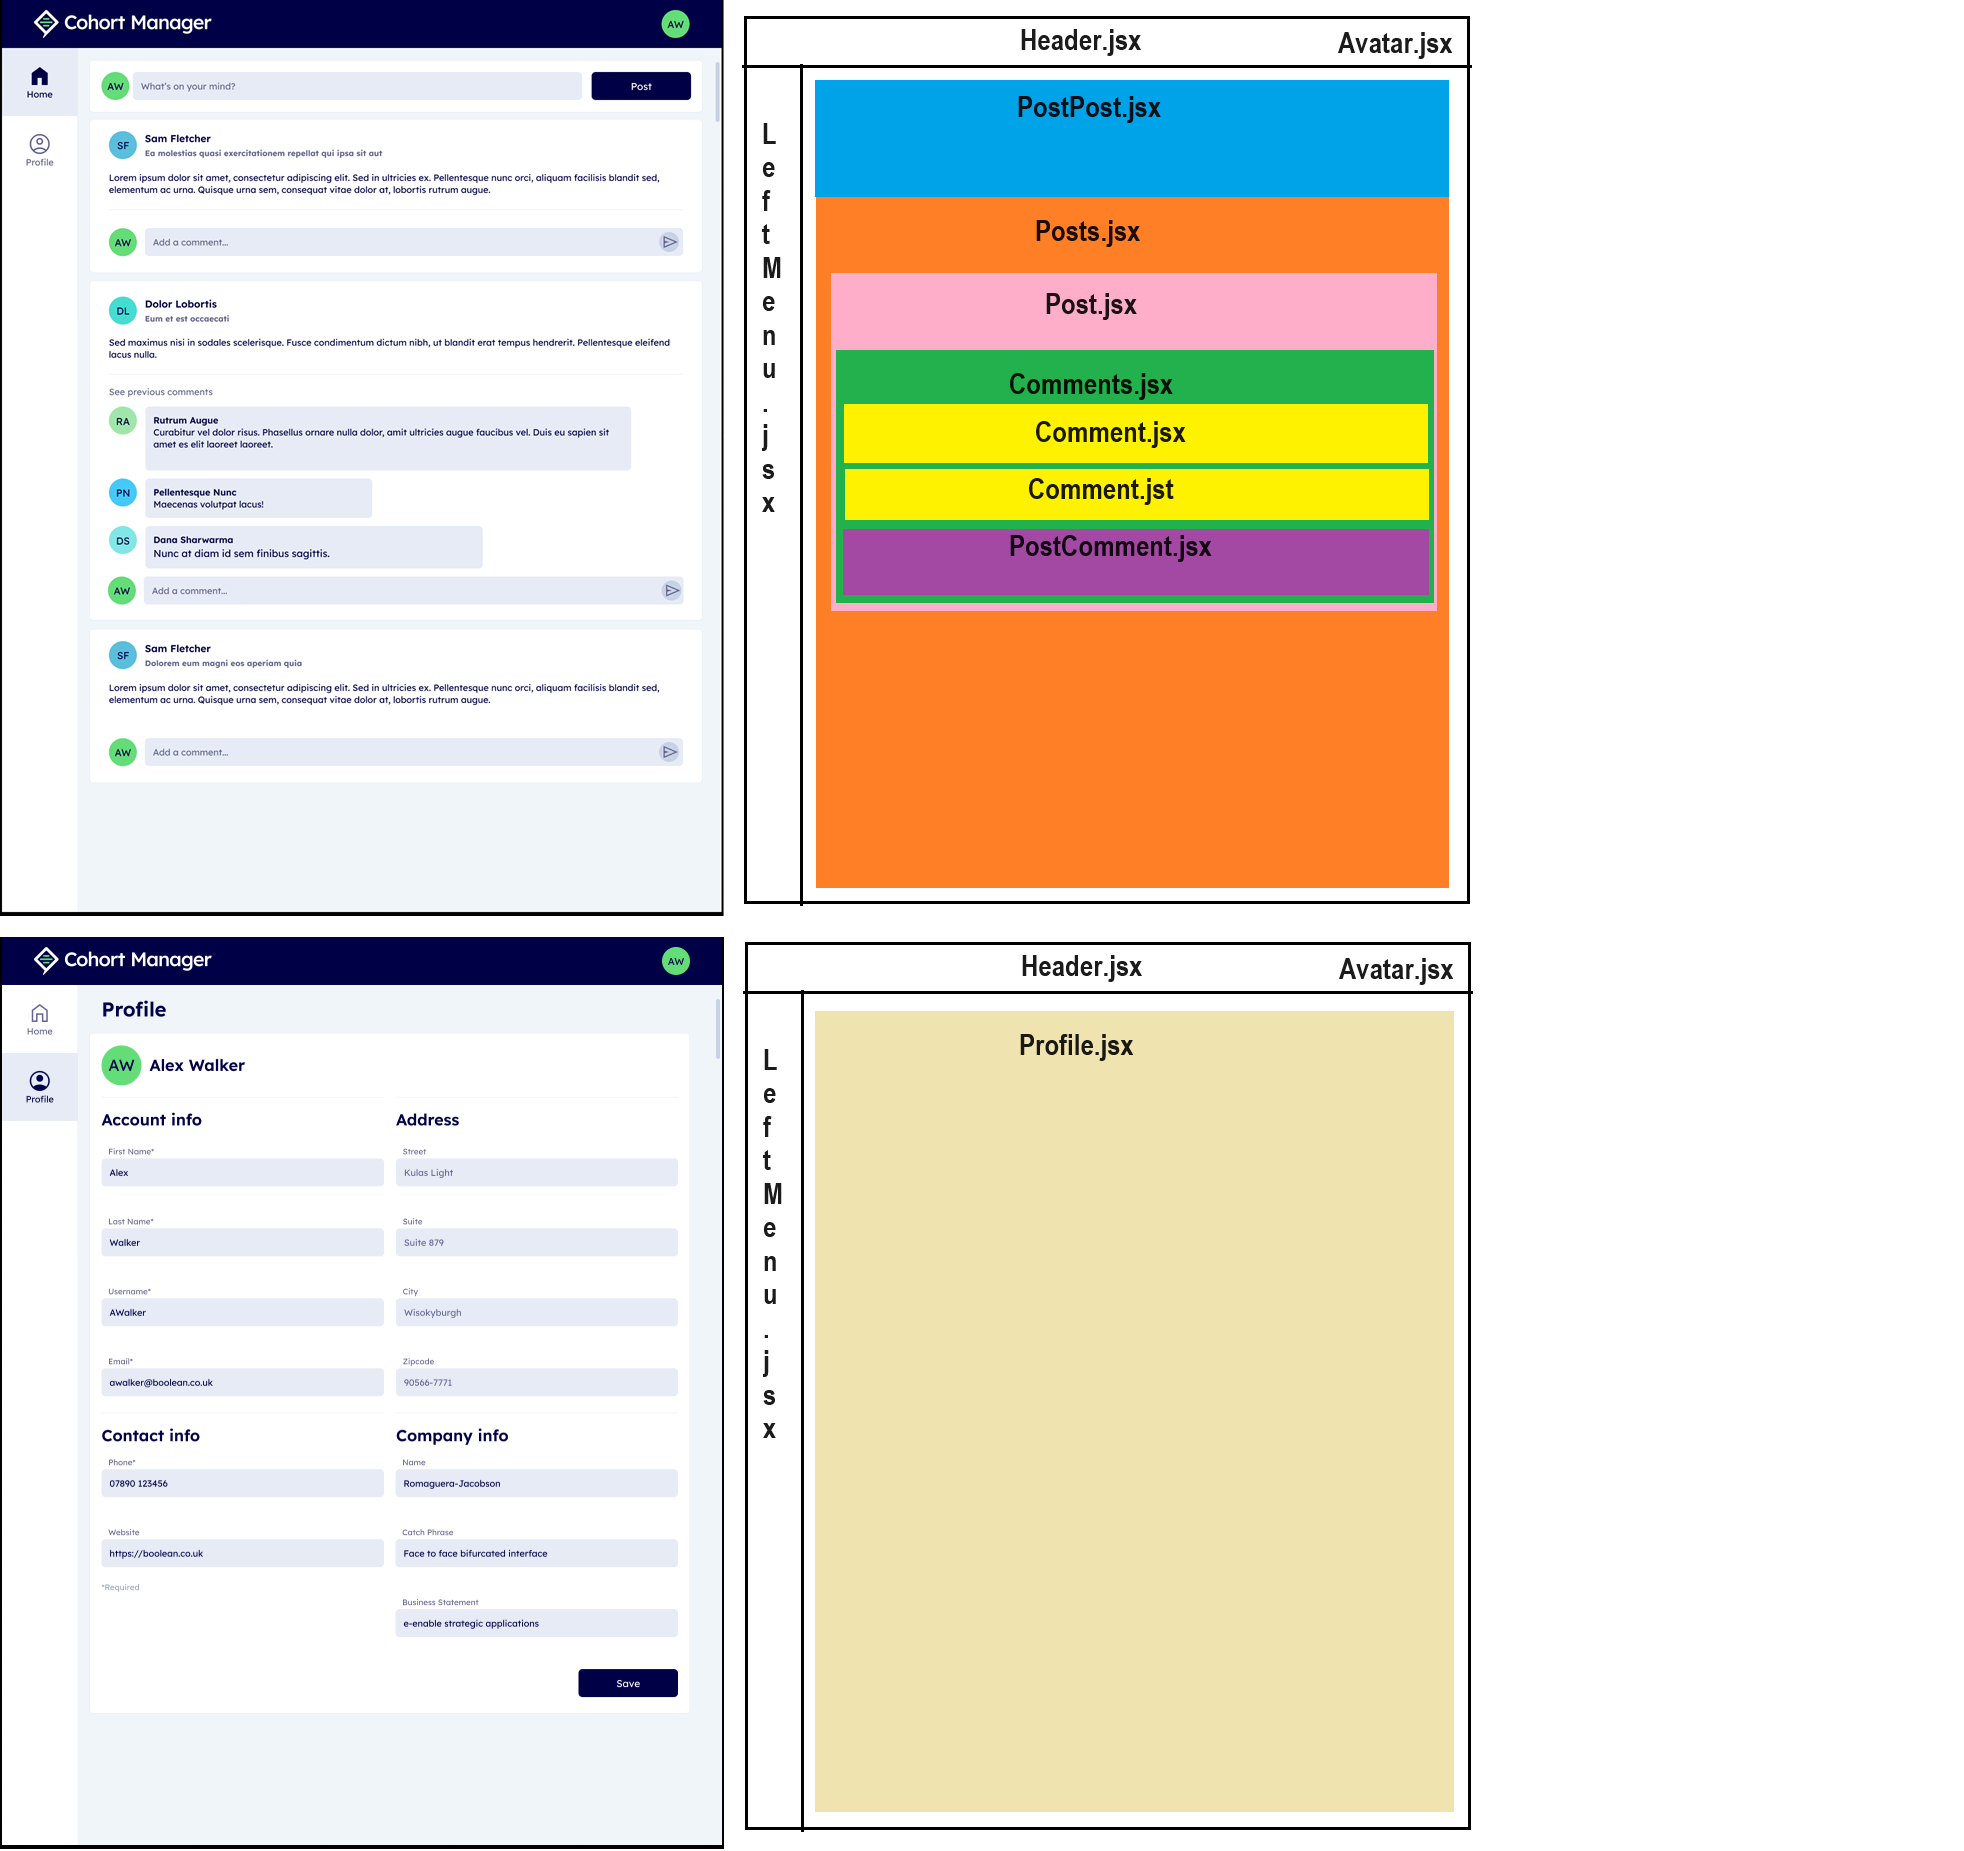 Cohort Manager
AW
Home
Profile
AW
What's on your mind?
Post
SF
Sam Fletcher
Ea molestias quasi exercitationem repellat qui ipsa sit aut
Lorem ipsum dolor sit amet, consectetur adipiscing elit. Sed in ultricies ex. Pellentesque nunc orci, aliquam facilisis blandit sed,
elementum ac urna. Quisque urna sem, consequat vitae dolor at, lobortis rutrum augue.
AW
Add a comment...
DL
Dolor Lobortis
Eum et est occaecati
Sed maximus nisi in sodales scelerisque. Fusce condimentum dictum nibh, ut blandit erat tempus hendrerit. Pellentesque eleifend
lacus nulla.
See previous comments
RA
Rutrum Augue
Curabitur vel dolor risus. Phasellus ornare nulla dolor, amit ultricies augue faucibus vel. Duis eu sapien sit
amet es elit laoreet laoreet.
PN
Pellentesque Nunc
Maecenas volutpat lacus!
DS
Dana Sharwarma
Nunc at diam id sem finibus sagittis.
AW
Add a comment...
SF
Sam Fletcher
Dolorem eum magni eos aperiam quia
Lorem ipsum dolor sit amet, consectetur adipiscing elit. Sed in ultricies ex. Pellentesque nunc orci, aliquam facilisis blandit sed,
elementum ac urna. Quisque urna sem, consequat vitae dolor at, lobortis rutrum augue.
AW
Add a comment...
Header.jsx
Avatar.jsx
LeftMenu.jsx
PostPost.jsx
Posts.jsx
Post.jsx
Comments.jsx
Comment.jsx
Comment.jst
PostComment.jsx
Cohort Manager
AW
Home
Profile
Profile
AW
Alex Walker
Account info
First Name*
Alex
Last Name*
Walker
Username*
AWalker
Email*
awalker@boolean.co.uk
Address
Street
Kulas Light
Suite
Suite 879
City
Wisokyburgh
Zipcode
90566-7771
Contact info
Phone*
07890 123456
Website
https://boolean.co.uk
*Required
Company info
Name
Romaguera-Jacobson
Catch Phrase
Face to face bifurcated interface
Business Statement
e-enable strategic applications
Save
Header.jsx
Avatar.jsx
LeftMenu.jsx
Profile.jsx